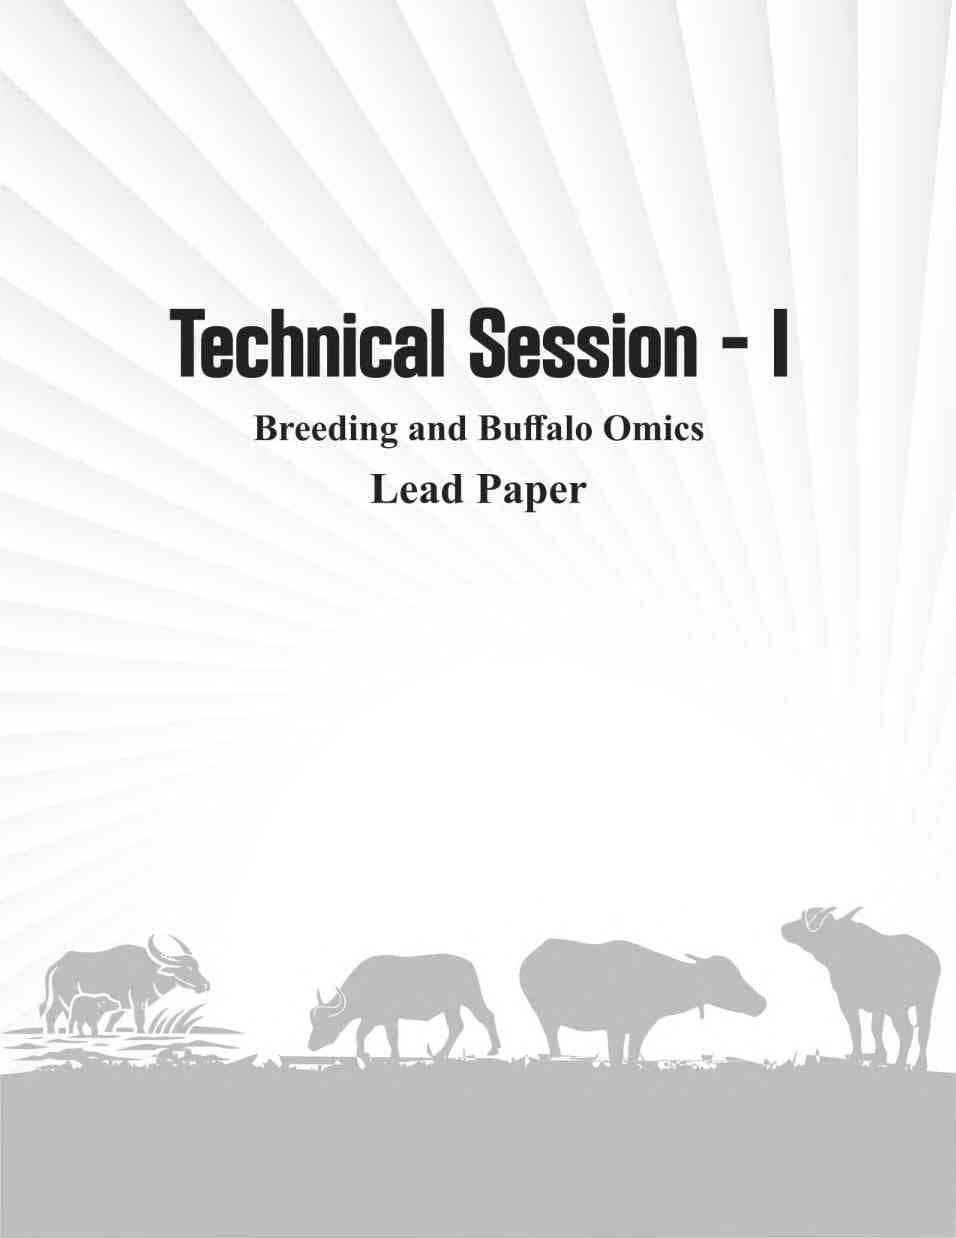 Technical Session - I
Breeding and Buffalo Omics
Lead Paper